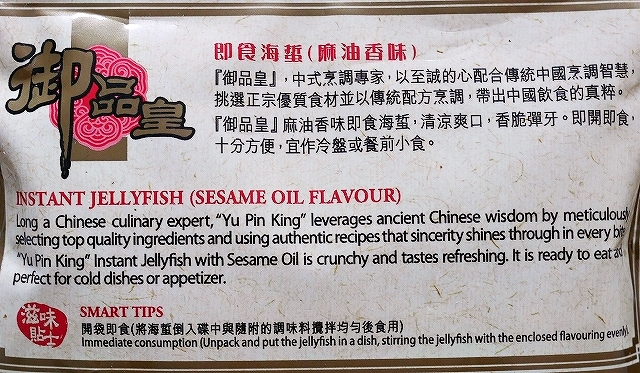 御品皇
即食海蜇(麻油香味)
『御品皇』，中式烹調專家，以至誠的心配合傳統中國烹調智慧，
挑選正宗優質食材並以傳統配方烹調，帶出中國飲食的真粹。
『御品皇』麻油香味即食海蜇，清涼爽口，香脆彈牙。即開即食，
十分方便，宜作冷盤或餐前小食。
INSTANT JELLYFISH (SESAME OIL FLAVOUR)
Long a Chinese culinary expert, "Yu Pin King" leverages ancient Chinese wisdom by meticulously
selecting top quality ingredients and using authentic recipes that sincerity shines through in every bite
"Yu Pin King" Instant Jellyfish with Sesame Oil is crunchy and tastes refreshing. It is ready to eat
perfect for cold dishes or appetizer.
滋味貼士
SMART TIPS
開袋即食(將海蜇倒入碟中與隨附的調味料攪拌均勻後食用)
Immediate consumption (Unpack and put the jellyfish in a dish, stirring the jellyfish with the enclosed flavouring evenly).